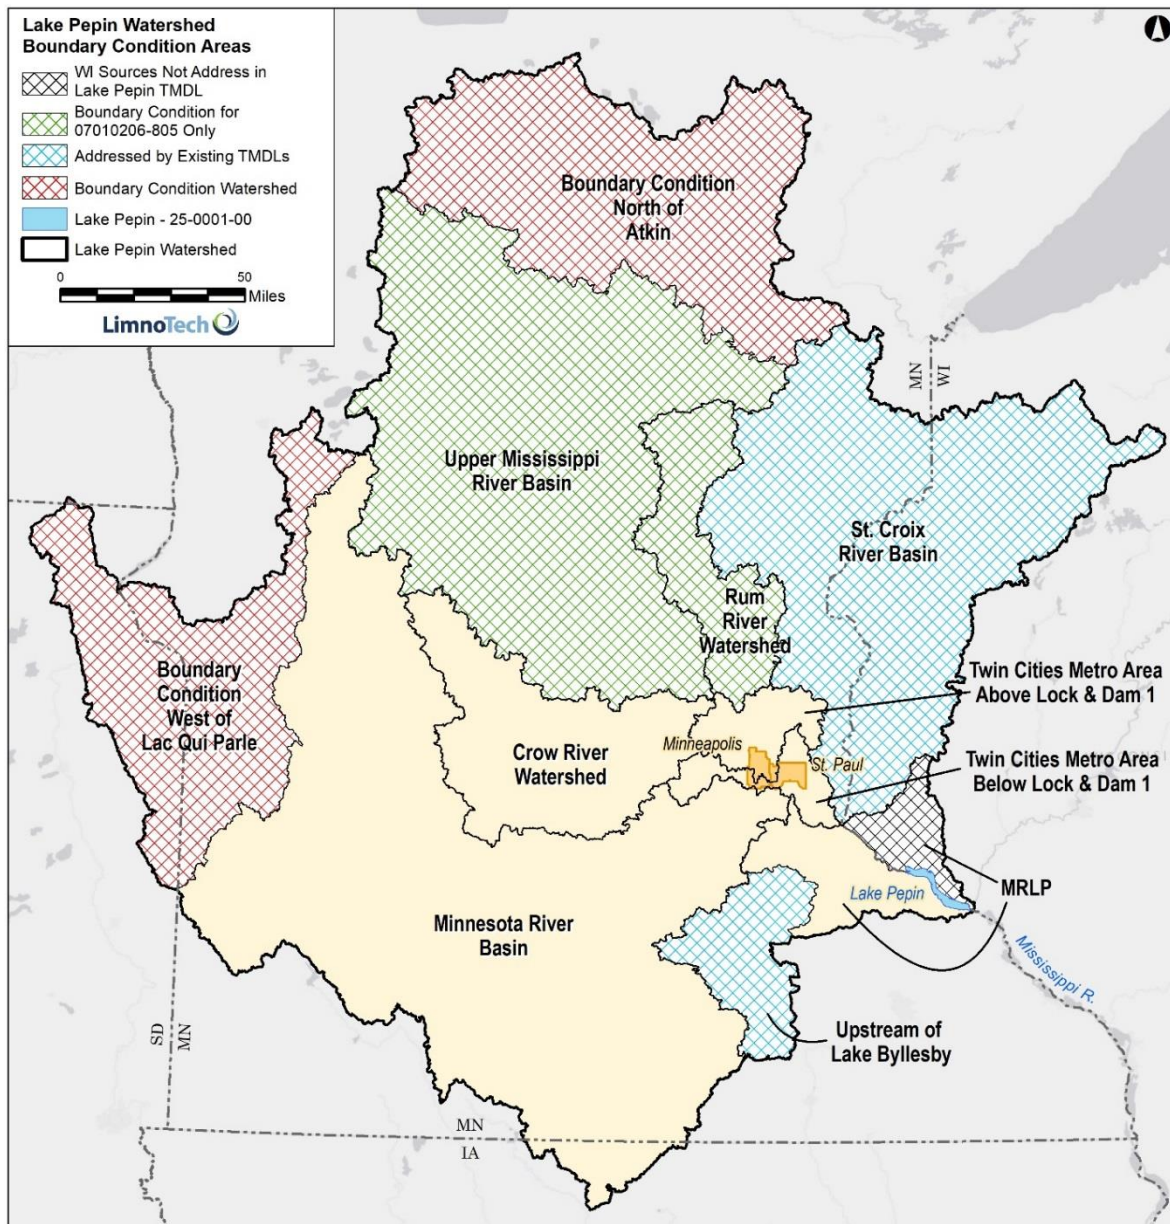 Lake Pepin Watershed
Boundary Condition Areas
WI Sources Not Address in
Lake Pepin TMDL
Boundary Condition for
07010206-805 Only
Addressed by Existing TMDLs
Boundary Condition Watershed
Lake Pepin - 25-0001-00
Lake Pepin Watershed
0 50
Miles
LimnoTech
Boundary Condition
North of
Atkin
MN
WI
Upper Mississippi
River Basin
St. Croix
River Basin
Rum
River
Watershed
Boundary
Condition
West of
Lac Qui Parle
Twin Cities Metro Area
Above Lock & Dam 1
Minneapolis
St. Paul
Crow River
Watershed
Twin Cities Metro Area
Below Lock & Dam 1
MRLP
Lake Pepin
Minnesota River
Basin
Mississippi R.
SD
MN
Upstream of
Lake Byllesby
MN
IA